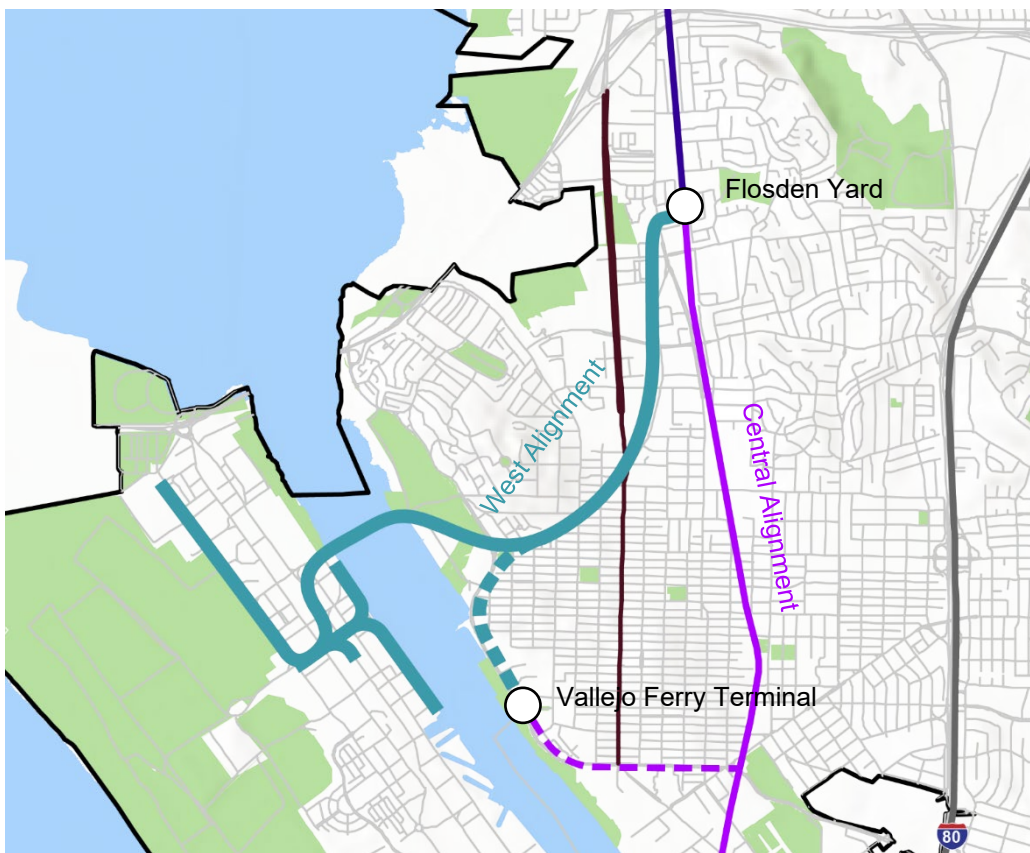 Flosden Yard
West Alignment
Central Alignment
Vallejo Ferry Terminal
80